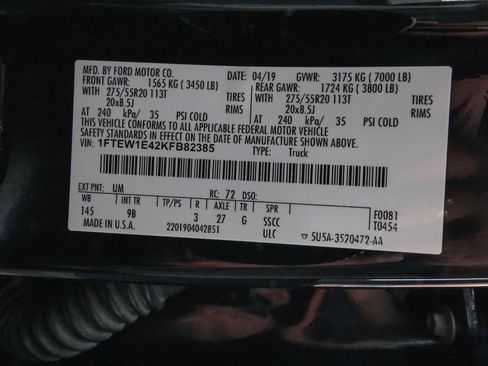 MFD. BY FORD MOTOR CO. DATE: 04/19 GVWR: 3175 KG ( 7000 LB)
FRONT GAWR: 1565 KG ( 3450 LB) REAR GAWR: 1724 KG ( 3800 LB)
WITH WITH
275/55R20 113T TIRES 275/55R20 113T TIRES
20x8.5J RIMS 20x8.5J RIMS
AT 240 kPa/ 35 PSI COLD AT 240 kPa/ 35 PSI COLD
THIS VEHICLE CONFORMS TO ALL APPLICABLE FEDERAL MOTOR VEHICLE
SAFETY STANDARDS IN EFFECT ON THE DATE OF MANUFACTURE SHOWN ABOVE.
VIN: 1FTEW1E42KFB82385 TYPE: Truck
EXT PNT: UM RC: 72 DSO:
WB INT TR TP/PS R AXLE TR SPR F0081
145 9B 3 27 G SSCC T0454
MADE IN U.S.A. 2201904042851 ULC ▽ 5U5A-3520472-AA